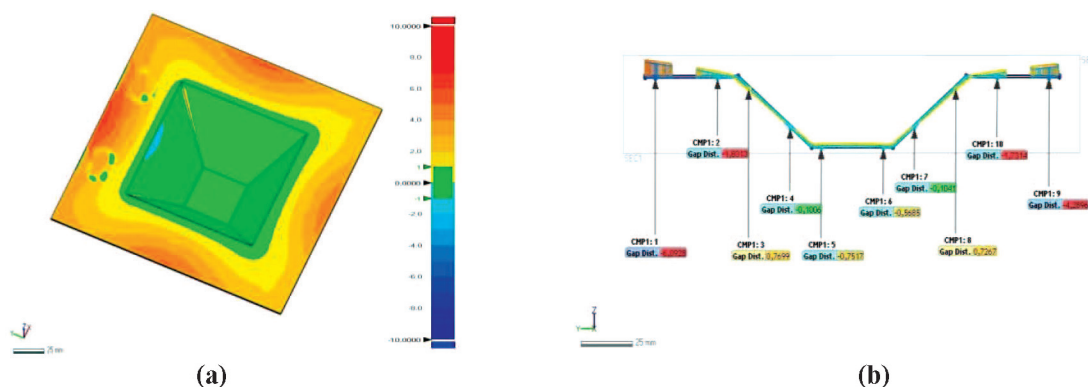 10.0000
8.0
6.0
4.0
2.0
1
0.0000
-1
-2.0
-4.0
-6.0
-8.0
-10.0000
25 mm
(a)
CMP1: 2
Gap Dist.
CMP1: 10
Gap Dist.
CMP1: 7
Gap Dist. -0,1041
CMP1: 4
Gap Dist. -0,1006
CMP1: 6
Gap Dist. -0,5685
CMP1: 9
Gap Dist.
CMP1: 1
Gap Dist.
CMP1: 3
Gap Dist. 0,7699
CMP1: 5
Gap Dist. -0,7517
CMP1: 8
Gap Dist. 0,7267
Z
Y
X
25 mm
(b)